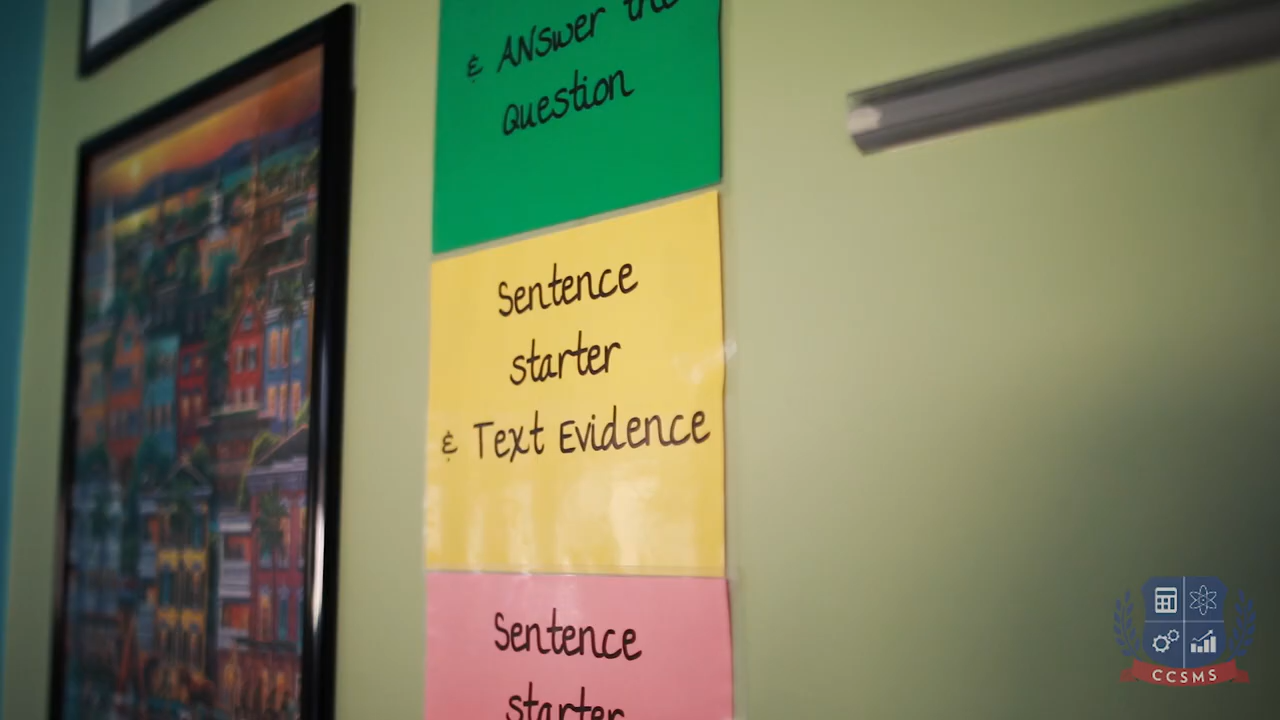 & ANSwer the
Question
Sentence
starter
& Text Evidence
Sentence
starter
CCSMS